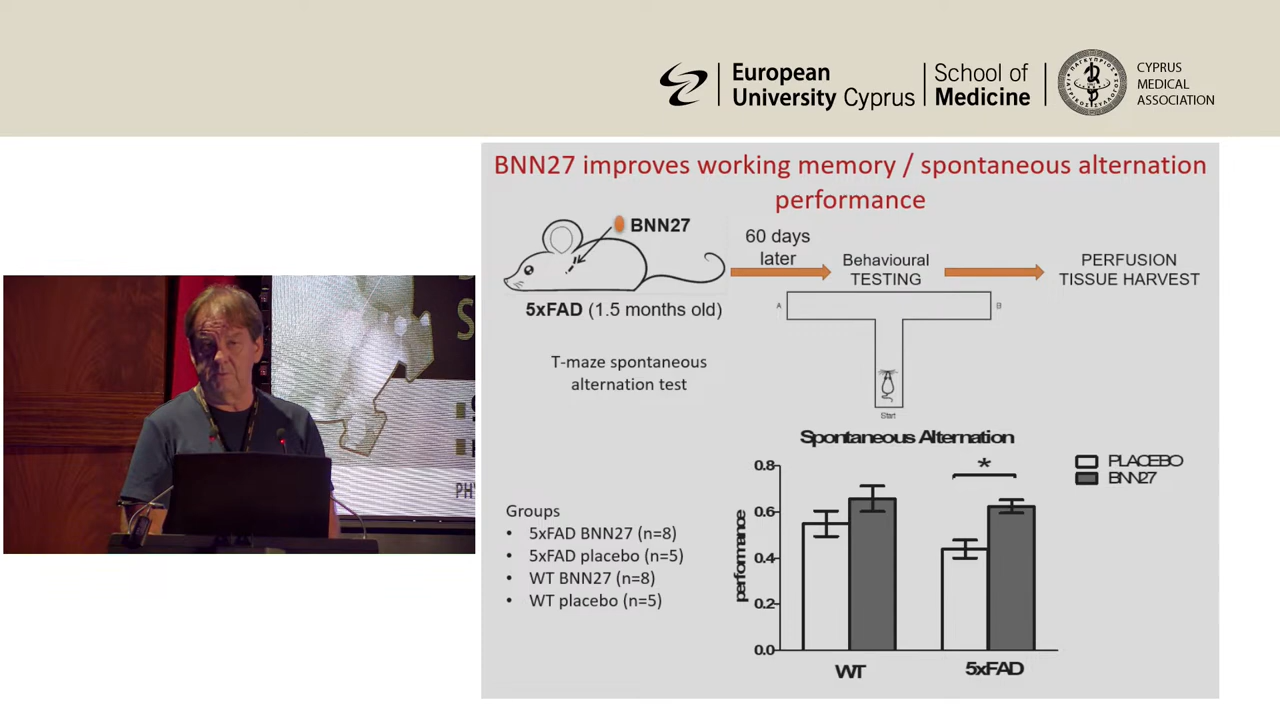 European
University Cyprus
School of
Medicine
CYPRUS
MEDICAL
ASSOCIATION
BNN27 improves working memory / spontaneous alternation
performance
BNN27
5xFAD (1.5 months old)
60 days
later
Behavioural
TESTING
PERFUSION
TISSUE HARVEST
A
B
Start
T-maze spontaneous
alternation test
Groups
• 5xFAD BNN27 (n=8)
• 5xFAD placebo (n=5)
• WT BNN27 (n=8)
• WT placebo (n=5)
Spontaneous Alternation
PLACEBO
BNN27
*
performance
0.8
0.6
0.4
0.2
0.0
WT
5xFAD